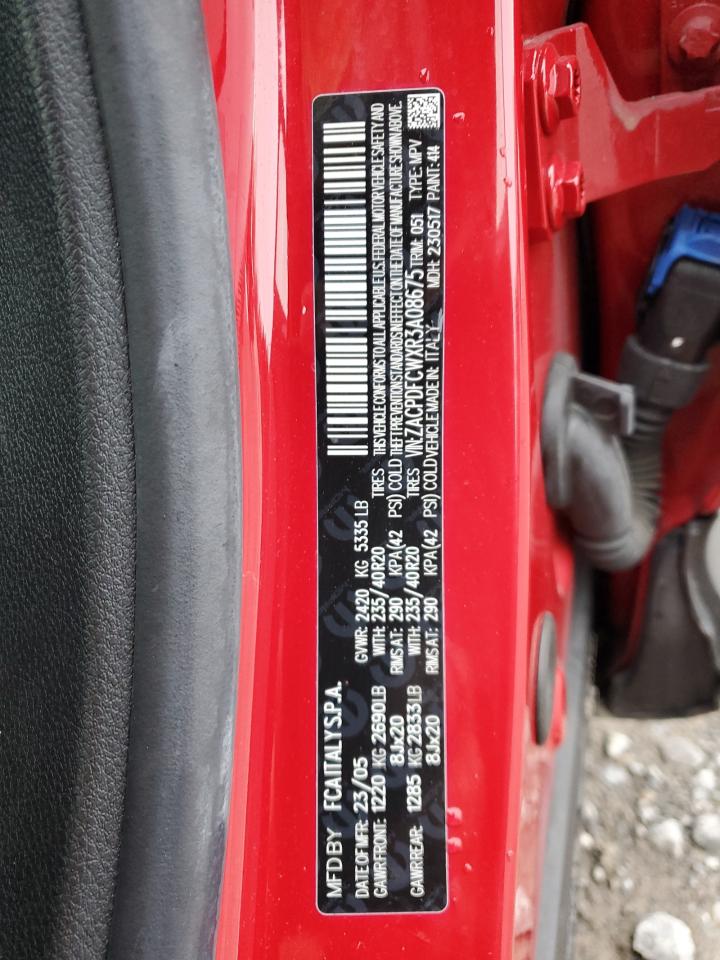 MFD BY FCA ITALY S.P.A.
DATE OF MFR: 23/05 GVWR: 2420 KG 5335 LB
GAWR FRONT: 1220 KG 2690 LB WITH: 235/40R20 TIRES
8Jx20 RIMS AT: 290 KPA (42 PSI) COLD
GAWR REAR: 1285 KG 2833 LB WITH: 235/40R20 TIRES
8Jx20 RIMS AT: 290 KPA (42 PSI) COLD
THIS VEHICLE CONFORMS TO ALL APPLICABLE U.S. FEDERAL MOTOR VEHICLE SAFETY AND
THEFT PREVENTION STANDARDS IN EFFECT ON THE DATE OF MANUFACTURE SHOWN ABOVE.
VIN: ZACPDFCWXR3A08675 TYPE: MPV
VEHICLE MADE IN: ITALY TRIM: 051
MDH: 230517 PAINT: 414